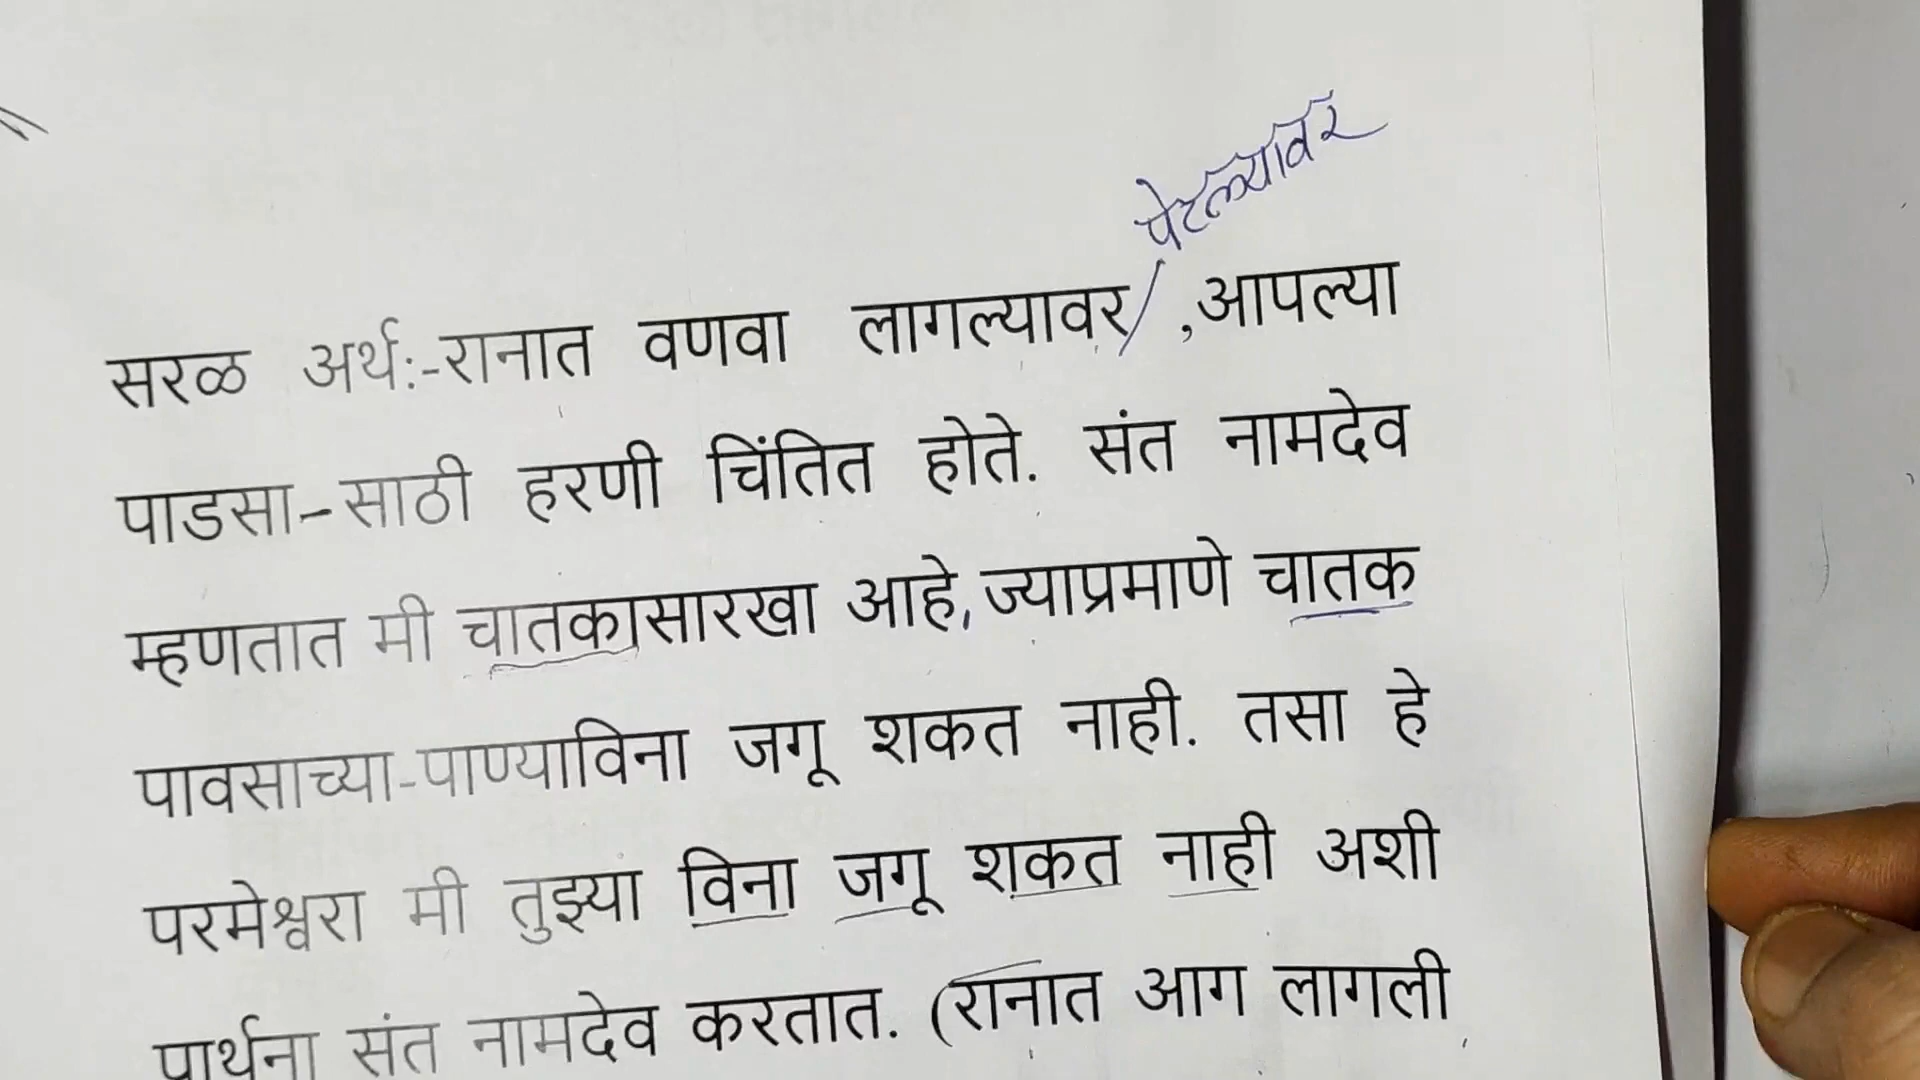 पेटल्यावर
सरळ अर्थ:-रानात वणवा लागल्यावर/ ,आपल्या
पाडसा-साठी हरणी चिंतित होते. संत नामदेव
म्हणतात मी चातकासारखा आहे,ज्याप्रमाणे चातक
पावसाच्या-पाण्याविना जगू शकत नाही. तसा हे
परमेश्वरा मी तुझ्या विना जगू शकत नाही अशी
प्रार्थना संत नामदेव करतात. (रानात आग लागली